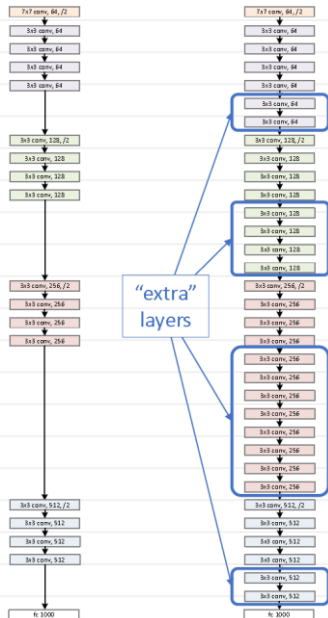 7x7 conv, 64, /2
3x3 conv, 64
3x3 conv, 64
3x3 conv, 64
3x3 conv, 64
3x3 conv, 128, /2
3x3 conv, 128
3x3 conv, 128
3x3 conv, 128
3x3 conv, 256, /2
3x3 conv, 256
3x3 conv, 256
3x3 conv, 256
3x3 conv, 512, /2
3x3 conv, 512
3x3 conv, 512
3x3 conv, 512
fc 1000
“extra”
layers
7x7 conv, 64, /2
3x3 conv, 64
3x3 conv, 64
3x3 conv, 64
3x3 conv, 64
3x3 conv, 64
3x3 conv, 64
3x3 conv, 128, /2
3x3 conv, 128
3x3 conv, 128
3x3 conv, 128
3x3 conv, 128
3x3 conv, 128
3x3 conv, 128
3x3 conv, 128
3x3 conv, 256, /2
3x3 conv, 256
3x3 conv, 256
3x3 conv, 256
3x3 conv, 256
3x3 conv, 256
3x3 conv, 256
3x3 conv, 256
3x3 conv, 256
3x3 conv, 256
3x3 conv, 256
3x3 conv, 256
3x3 conv, 512, /2
3x3 conv, 512
3x3 conv, 512
3x3 conv, 512
3x3 conv, 512
3x3 conv, 512
fc 1000